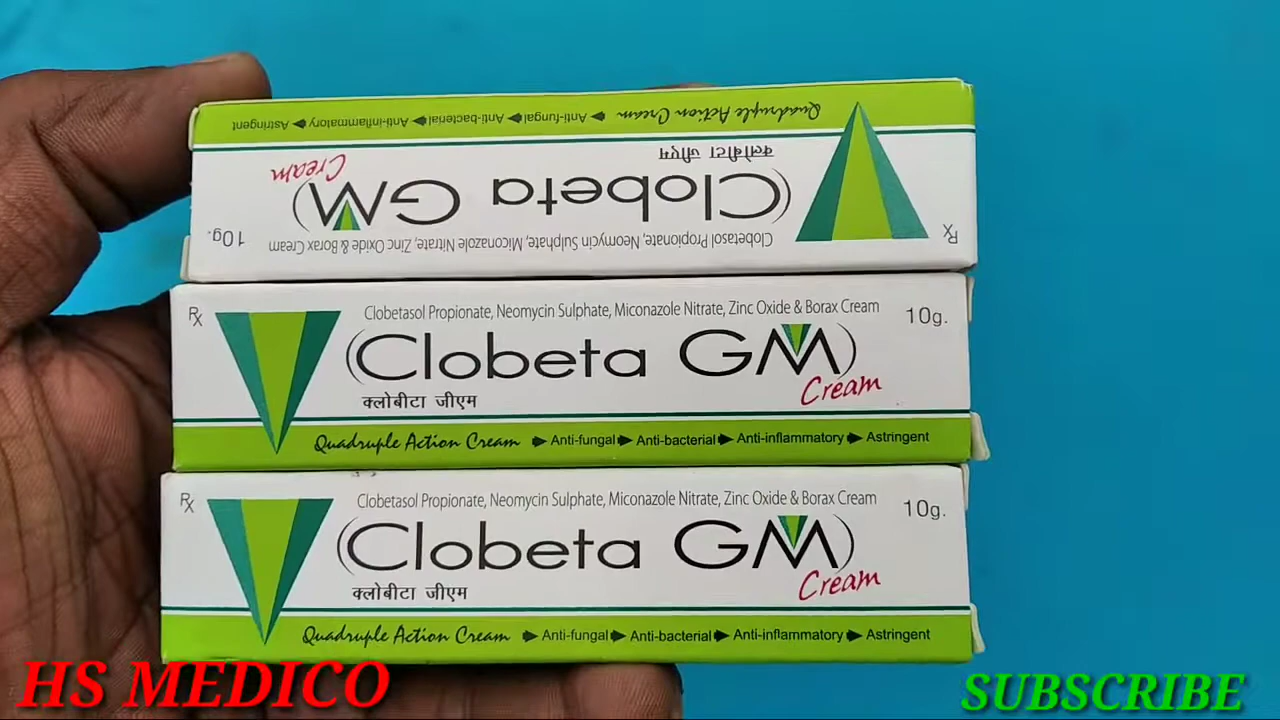 Quadruple Action Cream Anti-fungal Anti-bacterial Anti-inflammatory Astringent
क्लोबीटा जीएम
(Clobeta GM)
Cream
Clobetasol Propionate, Neomycin Sulphate, Miconazole Nitrate, Zinc Oxide & Borax Cream
10g.
Rx
Rx
Clobetasol Propionate, Neomycin Sulphate, Miconazole Nitrate, Zinc Oxide & Borax Cream
10g.
(Clobeta GM)
Cream
क्लोबीटा जीएम
Quadruple Action Cream Anti-fungal Anti-bacterial Anti-inflammatory Astringent
Rx
Clobetasol Propionate, Neomycin Sulphate, Miconazole Nitrate, Zinc Oxide & Borax Cream
10g.
(Clobeta GM)
Cream
क्लोबीटा जीएम
Quadruple Action Cream Anti-fungal Anti-bacterial Anti-inflammatory Astringent
HS MEDICO
SUBSCRIBE